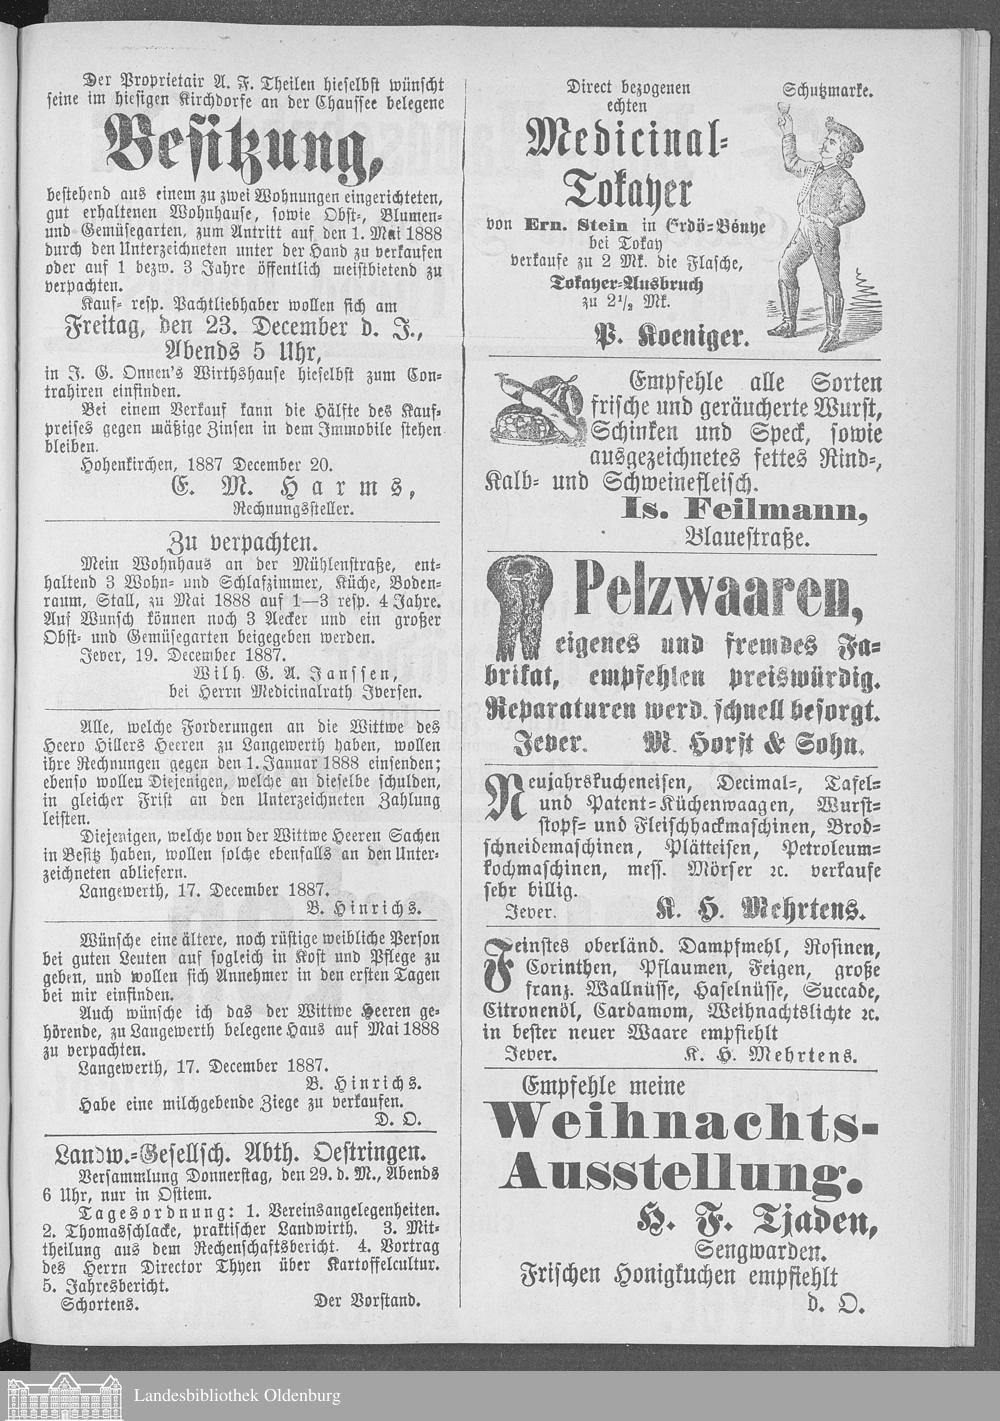 Der Proprietair A. F. Theilen hieselbst wünscht
seine im hiesigen Kirchdorfe an der Chaussee belegene
Besitzung,
bestehend aus einem zu zwei Wohnungen eingerichteten,
gut erhaltenen Wohnhause, sowie Obst-, Blumen-
und Gemüsegarten, zum Antritt auf den 1. Mai 1888
durch den Unterzeichneten unter der Hand zu verkaufen
oder auf 1 bezw. 3 Jahre öffentlich meistbietend zu
verpachten.
Kauf- resp. Pachtliebhaber wollen sich am
Freitag, den 23. December d. J.,
Abends 5 Uhr,
in J. G. Onnen's Wirthshause hieselbst zum Con-
trahiren einfinden.
Bei einem Verkauf kann die Hälfte des Kauf-
preises gegen mäßige Zinsen in dem Immobile stehen
bleiben.
Hohenkirchen, 1887 December 20.
E. M. Harms,
Rechnungssteller.
Zu verpachten.
Mein Wohnhaus an der Mühlenstraße, ent-
haltend 3 Wohn- und Schlafzimmer, Küche, Boden-
raum, Stall, zu Mai 1888 auf 1—3 resp. 4 Jahre.
Auf Wunsch können noch 3 Aecker und ein großer
Obst- und Gemüsegarten beigegeben werden.
Jever, 19. December 1887.
Wilh. G. A. Janssen,
bei Herrn Medicinalrath Iversen.
Alle, welche Forderungen an die Wittwe des
Heero Hillers Heeren zu Langewerth haben, wollen
ihre Rechnungen gegen den 1. Januar 1888 einsenden;
ebenso wollen Diejenigen, welche an dieselbe schulden,
in gleicher Frist an den Unterzeichneten Zahlung
leisten.
Diejenigen, welche von der Wittwe Heeren Sachen
in Besitz haben, wollen solche ebenfalls an den Unter-
zeichneten abliefern.
Langewerth, 17. December 1887.
B. Hinrichs.
Wünsche eine ältere, noch rüstige weibliche Person
bei guten Leuten auf sogleich in Kost und Pflege zu
geben, und wollen sich Annehmer in den ersten Tagen
bei mir einfinden.
Auch wünsche ich das der Wittwe Heeren ge-
hörende, zu Langewerth belegene Haus auf Mai 1888
zu verpachten.
Langewerth, 17. December 1887.
B. Hinrichs.
Habe eine milchgebende Ziege zu verkaufen.
D. O.
Landw.-Gesellsch. Abth. Oestringen.
Versammlung Donnerstag, den 29. d. M., Abends
6 Uhr, nur in Ostiem.
Tagesordnung: 1. Vereinsangelegenheiten.
2. Thomasschlacke, praktischer Landwirth. 3. Mit-
theilung aus dem Rechenschaftsbericht. 4. Vortrag
des Herrn Director Thyen über Kartoffelcultur.
5. Jahresbericht.
Schortens. Der Vorstand.
Direct bezogenen
echten
Schutzmarke.
Medicinal-
Tokayer
von Ern. Stein in Erdö-Bénye
bei Tokay
verkaufe zu 2 Mk. die Flasche,
Tokayer-Ausbruch
zu 2 1/2 Mk.
P. Koeniger.
Empfehle alle Sorten
frische und geräucherte Wurst,
Schinken und Speck, sowie
ausgezeichnetes fettes Rind-,
Kalb- und Schweinefleisch.
Is. Feilmann,
Blauestraße.
Pelzwaaren,
eigenes und fremdes Fa-
brikat, empfehlen preiswürdig.
Reparaturen werd. schnell besorgt.
Jever. M. Horst & Sohn.
Neujahrskucheneisen, Decimal-, Tafel-
und Patent-Küchenwaagen, Wurst-
stopf- und Fleischhackmaschinen, Brod-
schneidemaschinen, Plätteisen, Petroleum-
kochmaschinen, mess. Mörser ꝛc. verkaufe
sehr billig.
Jever. K. H. Mehrtens.
Feinstes oberländ. Dampfmehl, Rosinen,
Corinthen, Pflaumen, Feigen, große
franz. Wallnüsse, Haselnüsse, Succade,
Citronenöl, Cardamom, Weihnachtslichte ꝛc.
in bester neuer Waare empfiehlt
Jever. K. H. Mehrtens.
Empfehle meine
Weihnachts-
Ausstellung.
H. F. Tjaden,
Sengwarden.
Frischen Honigkuchen empfiehlt
d. O.
Landesbibliothek Oldenburg